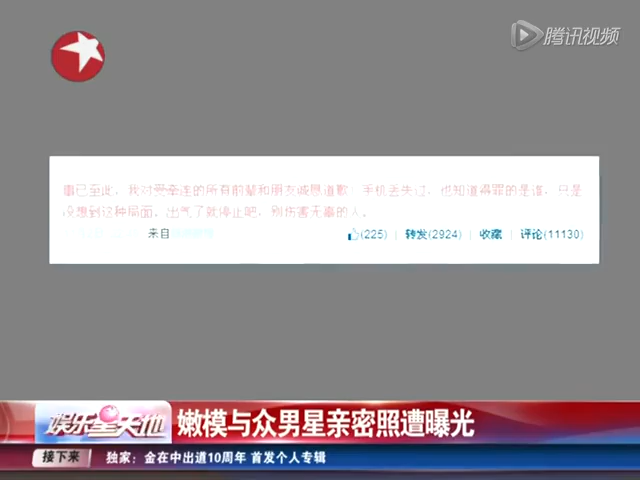 腾讯视频
事已至此，我对受牵连的所有前辈和朋友诚恳道歉！手机丢失过，也知道得罪的是谁，只是
没想到这种局面。出气了就停止吧，别伤害无辜的人。
来自
(225) | 转发(2924) | 收藏 | 评论(11130)
娱乐星天地
嫩模与众男星亲密照遭曝光
接下来
独家：金在中出道10周年 首发个人专辑